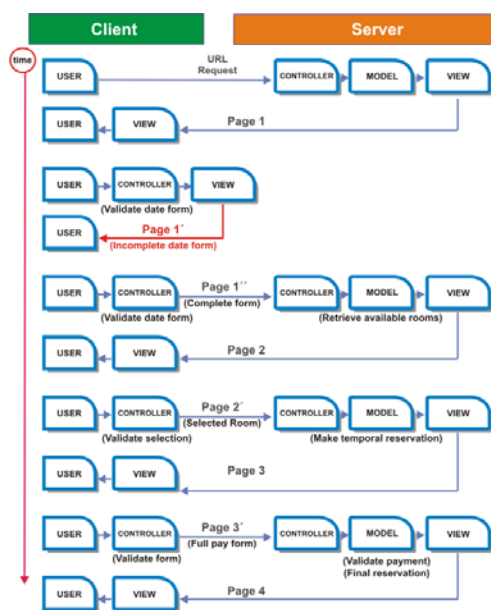 Client Server
time
URL
Request
USER CONTROLLER MODEL VIEW
USER VIEW Page 1
USER CONTROLLER VIEW
(Validate date form)
USER Page 1´
(Incomplete date form)
Page 1´´
USER CONTROLLER (Complete form) CONTROLLER MODEL VIEW
(Validate date form) (Retrieve available rooms)
USER VIEW Page 2
Page 2´
USER CONTROLLER (Selected Room) CONTROLLER MODEL VIEW
(Validate selection) (Make temporal reservation)
USER VIEW Page 3
Page 3´
USER CONTROLLER (Full pay form) CONTROLLER MODEL VIEW
(Validate form) (Validate payment)
(Final reservation)
USER VIEW Page 4